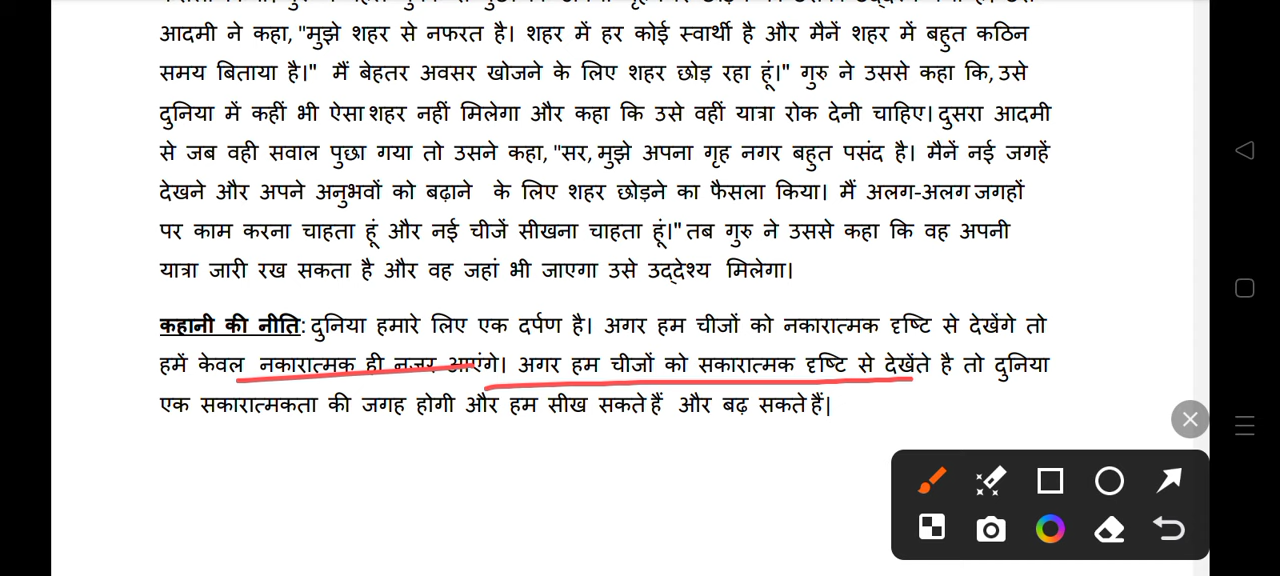 आदमी ने कहा, "मुझे शहर से नफरत है। शहर में हर कोई स्वार्थी है और मैनें शहर में बहुत कठिन
समय बिताया है।" मैं बेहतर अवसर खोजने के लिए शहर छोड़ रहा हूं।" गुरु ने उससे कहा कि, उसे
दुनिया में कहीं भी ऐसा शहर नहीं मिलेगा और कहा कि उसे वहीं यात्रा रोक देनी चाहिए। दुसरा आदमी
से जब वही सवाल पुछा गया तो उसने कहा, "सर, मुझे अपना गृह नगर बहुत पसंद है। मैनें नई जगहें
देखने और अपने अनुभवों को बढ़ाने के लिए शहर छोड़ने का फैसला किया। मैं अलग-अलग जगहों
पर काम करना चाहता हूं और नई चीजें सीखना चाहता हूं।" तब गुरु ने उससे कहा कि वह अपनी
यात्रा जारी रख सकता है और वह जहां भी जाएगा उसे उद्देश्य मिलेगा।
कहानी की नीति: दुनिया हमारे लिए एक दर्पण है। अगर हम चीजों को नकारात्मक दृष्टि से देखेंगे तो
हमें केवल नकारात्मक ही नजर आएंगे। अगर हम चीजों को सकारात्मक दृष्टि से देखेंते है तो दुनिया
एक सकारात्मकता की जगह होगी और हम सीख सकते हैं और बढ़ सकते हैं|